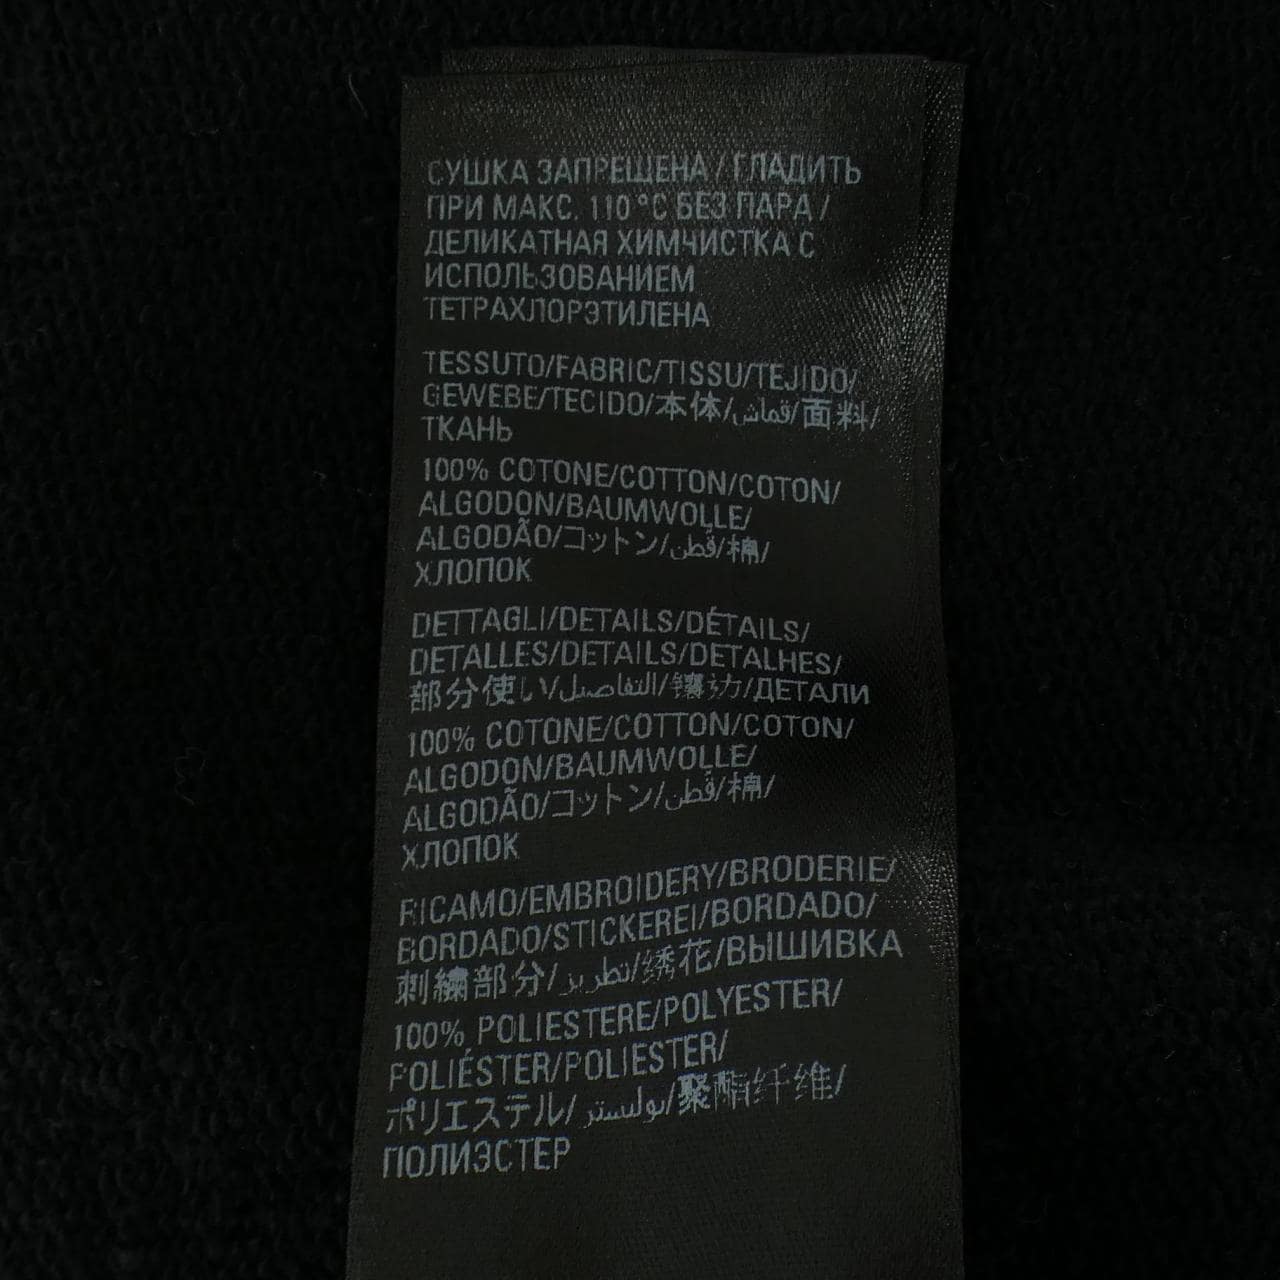 СУШКА ЗАПРЕЩЕНА / ГЛАДИТЬ
ПРИ МАКС. 110 °C БЕЗ ПАРА /
ДЕЛИКАТНАЯ ХИМЧИСТКА С
ИСПОЛЬЗОВАНИЕМ
ТЕТРАХЛОРЭТИЛЕНА
TESSUTO/FABRIC/TISSU/TEJIDO/
GEWEBE/TECIDO/本体/قماش/面料/
ТКАНЬ
100% COTONE/COTTON/COTON/
ALGODON/BAUMWOLLE/
ALGODÃO/コットン/قطن/棉/
ХЛОПОК
DETTAGLI/DETAILS/DÉTAILS/
DETALLES/DETAILS/DETALHES/
部分使い/التفاصيل/镶边/ДЕТАЛИ
100% COTONE/COTTON/COTON/
ALGODON/BAUMWOLLE/
ALGODÃO/コットン/قطن/棉/
ХЛОПОК
RICAMO/EMBROIDERY/BRODERIE/
BORDADO/STICKEREI/BORDADO/
刺繍部分/تطريز/绣花/ВЫШИВКА
100% POLIESTERE/POLYESTER/
POLIÉSTER/POLIESTER/
ポリエステル/بوليستر/聚酯纤维/
ПОЛИЭСТЕР